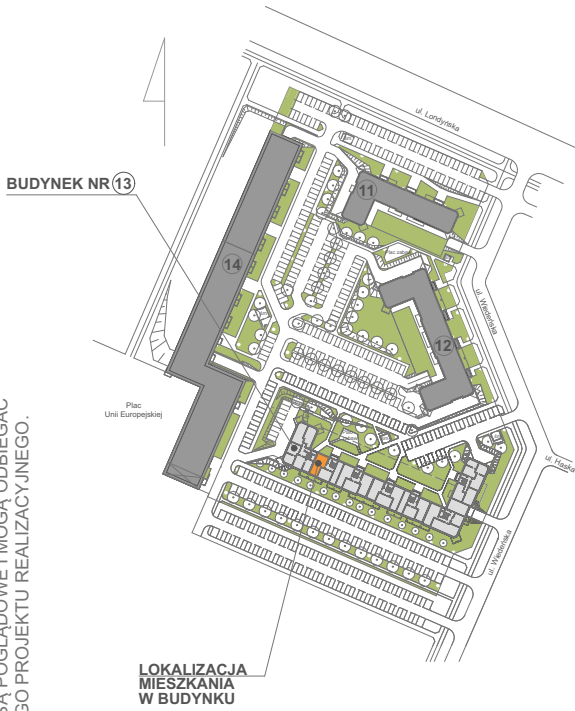 ul. Londyńska
BUDYNEK NR 13
11
14
ul. Wiedeńska
12
Plac
Unii Europejskiej
ul. Haska
ul. Wiedeńska
LOKALIZACJA
MIESZKANIA
W BUDYNKU
SĄ POGLĄDOWE I MOGĄ ODBIEGAĆ
GO PROJEKTU REALIZACYJNEGO.